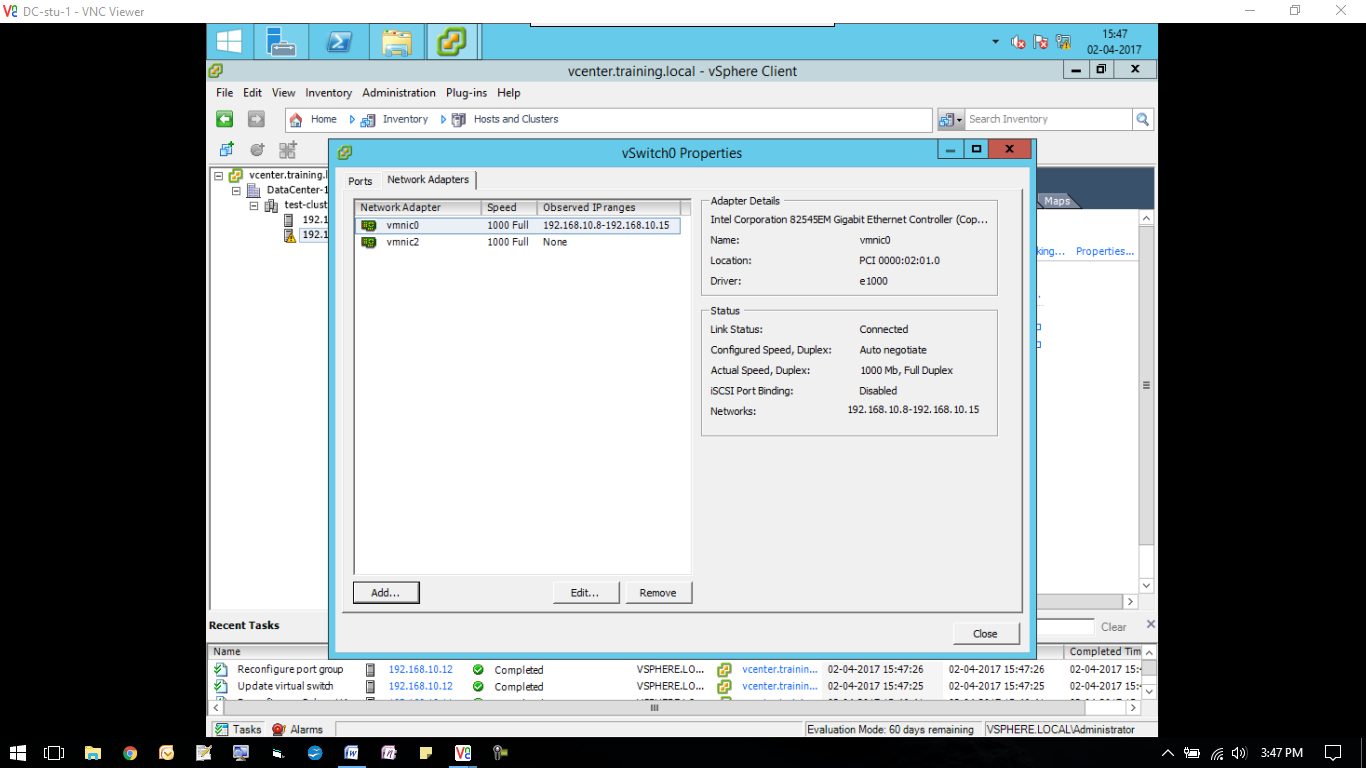 DC-stu-1 - VNC Viewer
15:47
02-04-2017
vcenter.training.local - vSphere Client
File Edit View Inventory Administration Plug-ins Help
Home Inventory Hosts and Clusters
Search Inventory
vSwitch0 Properties
vcenter.training.l
DataCenter-1
test-clust
192.1
192.1
Ports Network Adapters
Maps
king... Properties...
Network Adapter Speed Observed IP ranges
vmnic0 1000 Full 192.168.10.8-192.168.10.15
vmnic2 1000 Full None
Adapter Details
Intel Corporation 82545EM Gigabit Ethernet Controller (Cop...
Name: vmnic0
Location: PCI 0000:02:01.0
Driver: e1000
Status
Link Status: Connected
Configured Speed, Duplex: Auto negotiate
Actual Speed, Duplex: 1000 Mb, Full Duplex
iSCSI Port Binding: Disabled
Networks: 192.168.10.8-192.168.10.15
Add... Edit... Remove
Close
Recent Tasks
Clear
Name Completed Tim
Reconfigure port group 192.168.10.12 Completed VSPHERE.LO... vcenter.trainin... 02-04-2017 15:47:26 02-04-2017 15:47:26 02-04-2017 15:4
Update virtual switch 192.168.10.12 Completed VSPHERE.LO... vcenter.trainin... 02-04-2017 15:47:25 02-04-2017 15:47:25 02-04-2017 15:4
Tasks Alarms Evaluation Mode: 60 days remaining VSPHERE.LOCAL\Administrator
3:47 PM